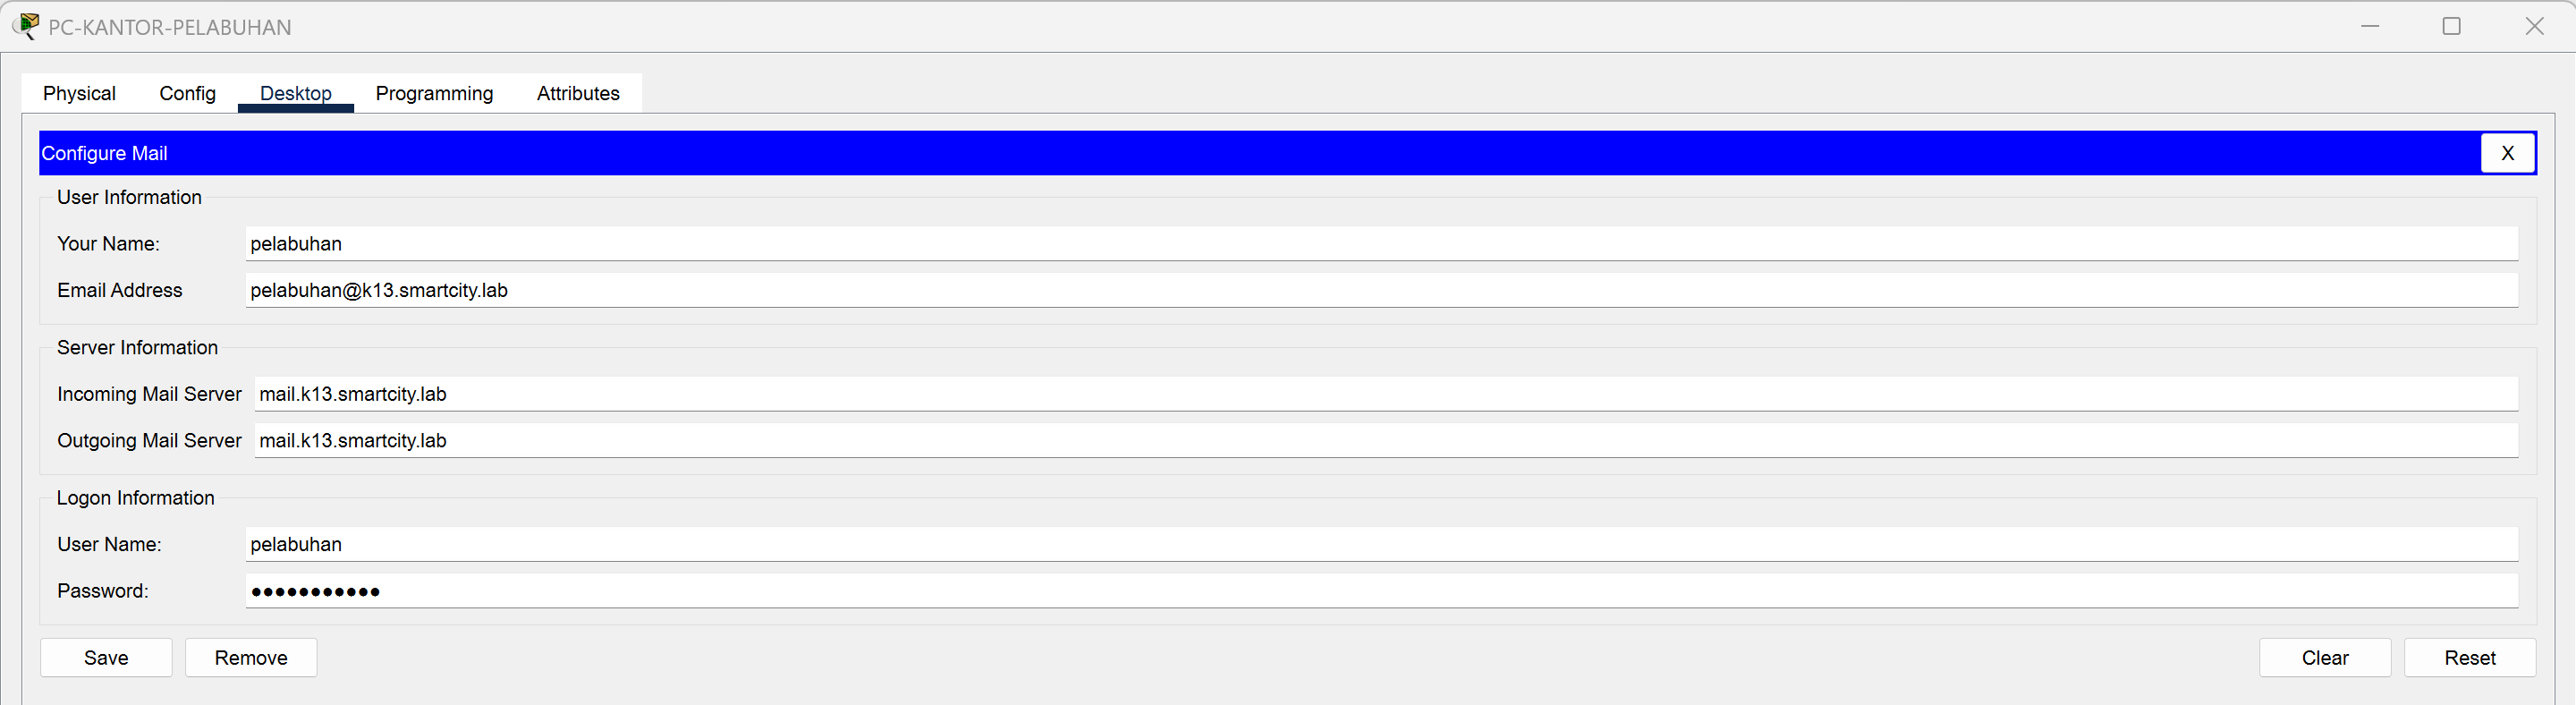 PC-KANTOR-PELABUHAN
Physical Config Desktop Programming Attributes
Configure Mail X
User Information
Your Name: pelabuhan
Email Address pelabuhan@k13.smartcity.lab
Server Information
Incoming Mail Server mail.k13.smartcity.lab
Outgoing Mail Server mail.k13.smartcity.lab
Logon Information
User Name: pelabuhan
Password: ●●●●●●●●●●●
Save Remove Clear Reset